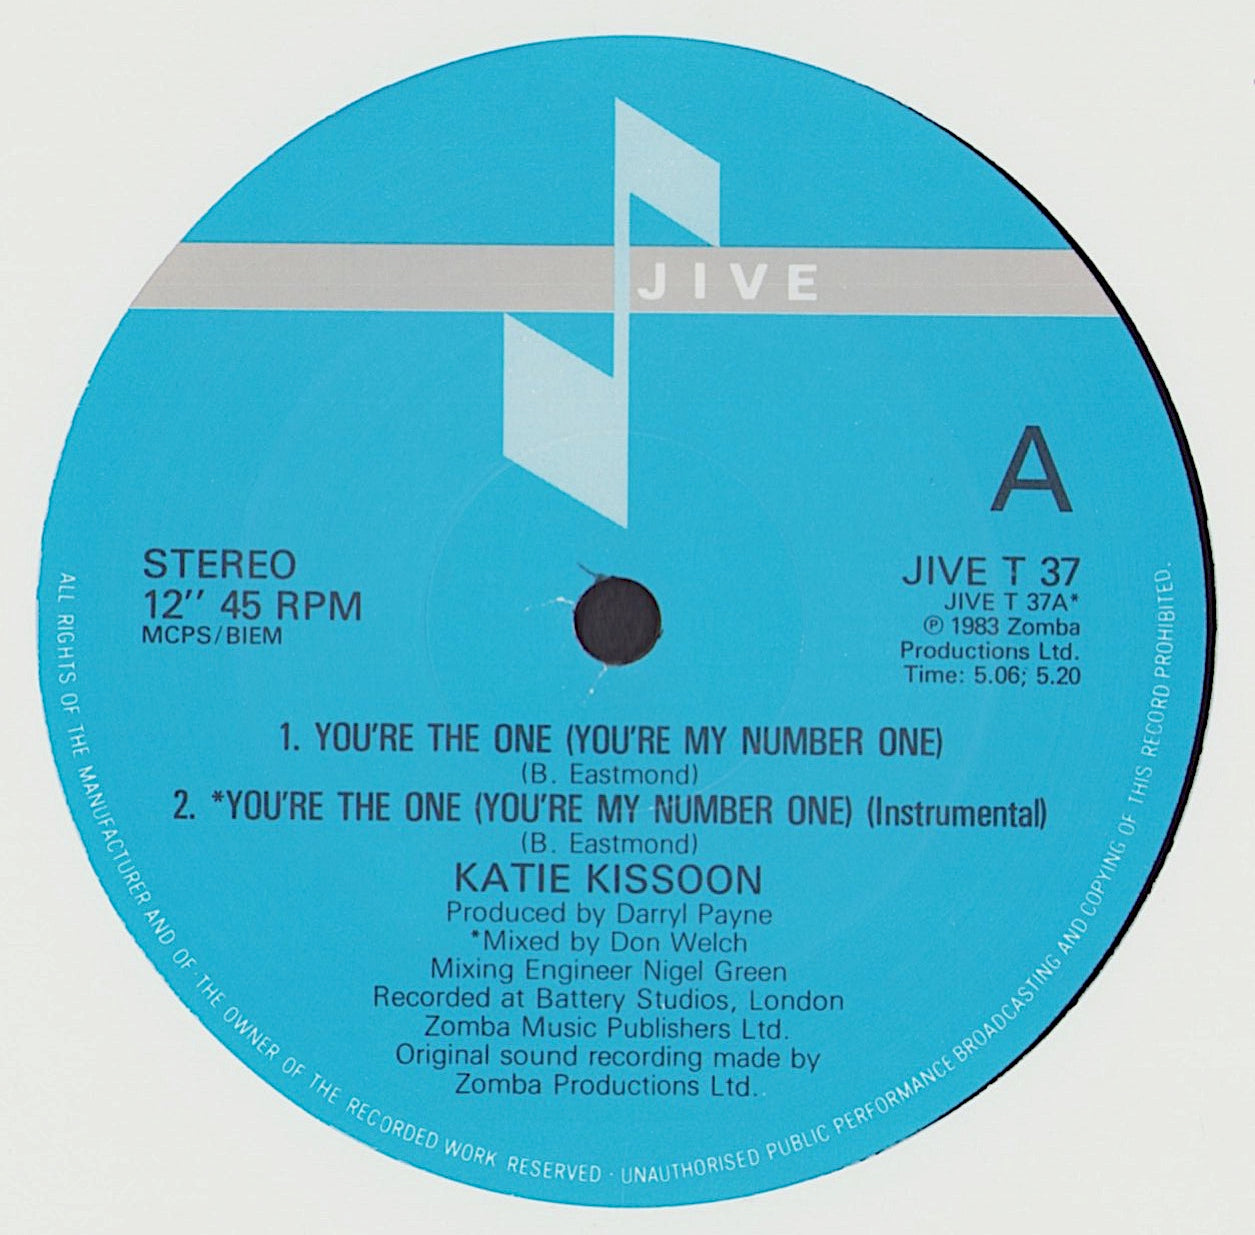 JIVE
A
STEREO
12" 45 RPM
MCPS/BIEM
JIVE T 37
JIVE T 37A*
℗ 1983 Zomba
Productions Ltd.
Time: 5.06; 5.20
1. YOU'RE THE ONE (YOU'RE MY NUMBER ONE)
(B. Eastmond)
2. *YOU'RE THE ONE (YOU'RE MY NUMBER ONE) (Instrumental)
(B. Eastmond)
KATIE KISSOON
Produced by Darryl Payne
*Mixed by Don Welch
Mixing Engineer Nigel Green
Recorded at Battery Studios, London
Zomba Music Publishers Ltd.
Original sound recording made by
Zomba Productions Ltd.
ALL RIGHTS OF THE MANUFACTURER AND OF THE OWNER OF THE RECORDED WORK RESERVED · UNAUTHORISED PUBLIC PERFORMANCE BROADCASTING AND COPYING OF THIS RECORD PROHIBITED.